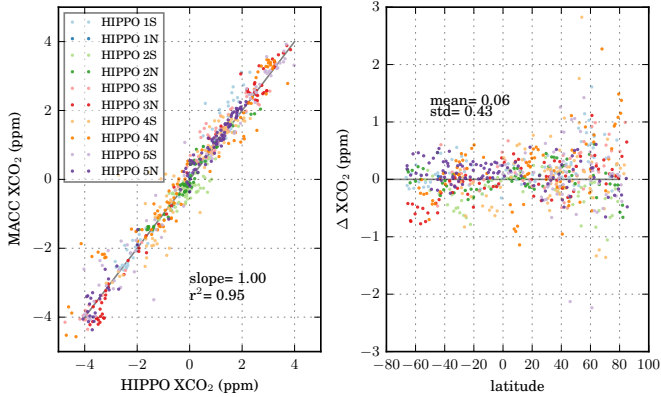 HIPPO 1S
HIPPO 1N
HIPPO 2S
HIPPO 2N
HIPPO 3S
HIPPO 3N
HIPPO 4S
HIPPO 4N
HIPPO 5S
HIPPO 5N
slope= 1.00
r²= 0.95
4
2
0
−2
−4
−4 −2 0 2 4
MACC XCO₂ (ppm)
HIPPO XCO₂ (ppm)
mean= 0.06
std= 0.43
3
2
1
0
−1
−2
−3
−80 −60 −40 −20 0 20 40 60 80 100
Δ XCO₂ (ppm)
latitude